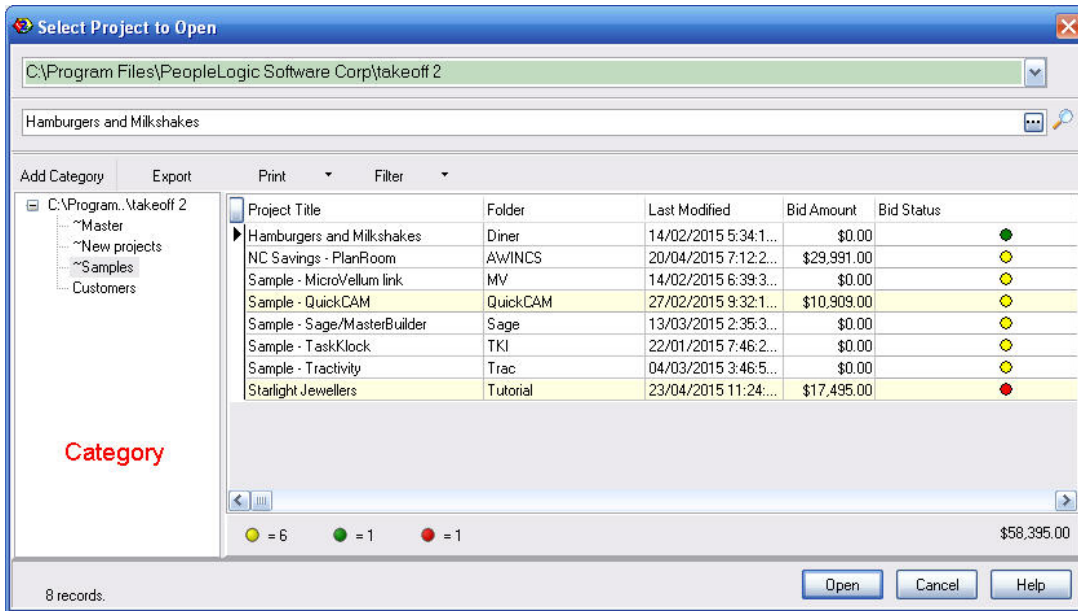 Select Project to Open
C:\Program Files\PeopleLogic Software Corp\takeoff 2
Hamburgers and Milkshakes
Add Category Export Print Filter
C:\Program..\takeoff 2
~Master
~New projects
~Samples
Customers
Category
Project Title Folder Last Modified Bid Amount Bid Status
Hamburgers and Milkshakes Diner 14/02/2015 5:34:1... $0.00
NC Savings - PlanRoom AWINCS 20/04/2015 7:12:2... $29,991.00
Sample - MicroVellum link MV 14/02/2015 6:39:3... $0.00
Sample - QuickCAM QuickCAM 27/02/2015 9:32:1... $10,909.00
Sample - Sage/MasterBuilder Sage 13/03/2015 2:35:3... $0.00
Sample - TaskKlock TKI 22/01/2015 7:46:2... $0.00
Sample - Tractivity Trac 04/03/2015 3:46:5... $0.00
Starlight Jewellers Tutorial 23/04/2015 11:24:... $17,495.00
= 6 = 1 = 1 $58,395.00
8 records. Open Cancel Help